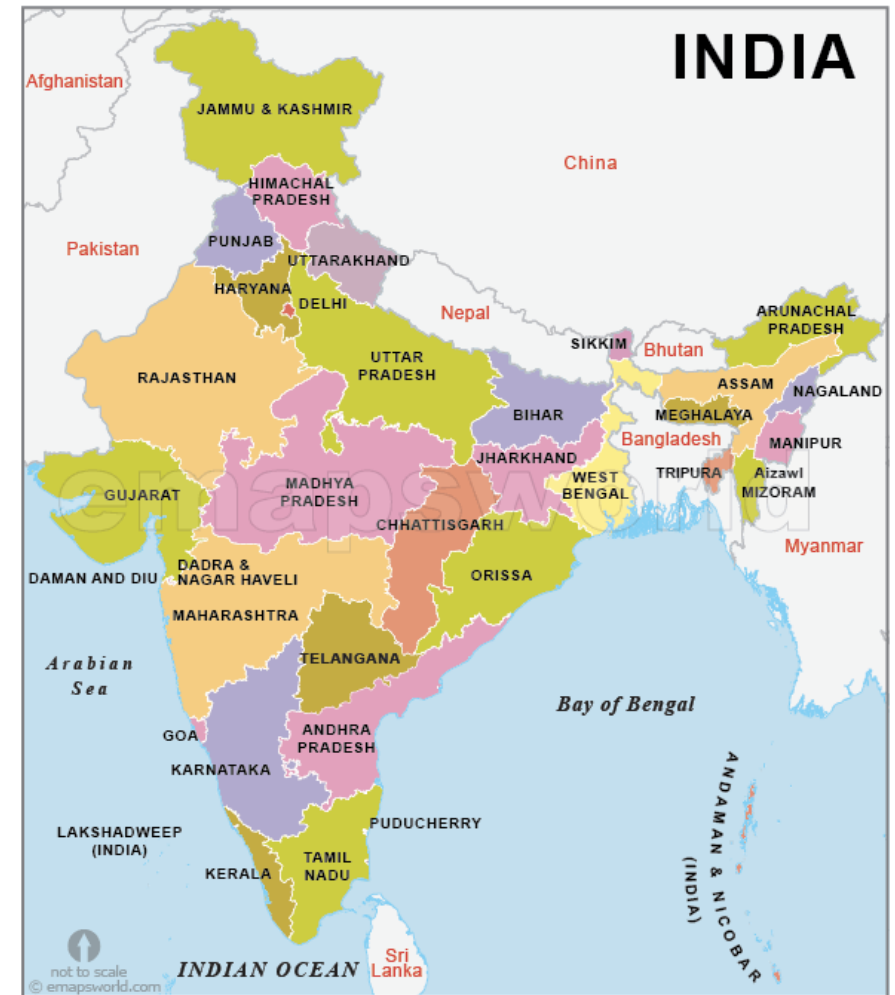 INDIA
Afghanistan
JAMMU & KASHMIR
China
HIMACHAL
PRADESH
PUNJAB
Pakistan
UTTARAKHAND
HARYANA
DELHI
Nepal
ARUNACHAL
PRADESH
SIKKIM
Bhutan
UTTAR
PRADESH
RAJASTHAN
ASSAM
NAGALAND
BIHAR
MEGHALAYA
Bangladesh
MANIPUR
JHARKHAND
TRIPURA
Aizawl
MIZORAM
WEST
BENGAL
MADHYA
PRADESH
GUJARAT
emapsworld
CHHATTISGARH
Myanmar
DADRA &
NAGAR HAVELI
DAMAN AND DIU
ORISSA
MAHARASHTRA
TELANGANA
Arabian
Sea
Bay of Bengal
GOA
ANDHRA
PRADESH
KARNATAKA
ANDAMAN & NICOBAR
(INDIA)
PUDUCHERRY
LAKSHADWEEP
(INDIA)
KERALA
TAMIL
NADU
Sri
Lanka
INDIAN OCEAN
not to scale
© emapsworld.com